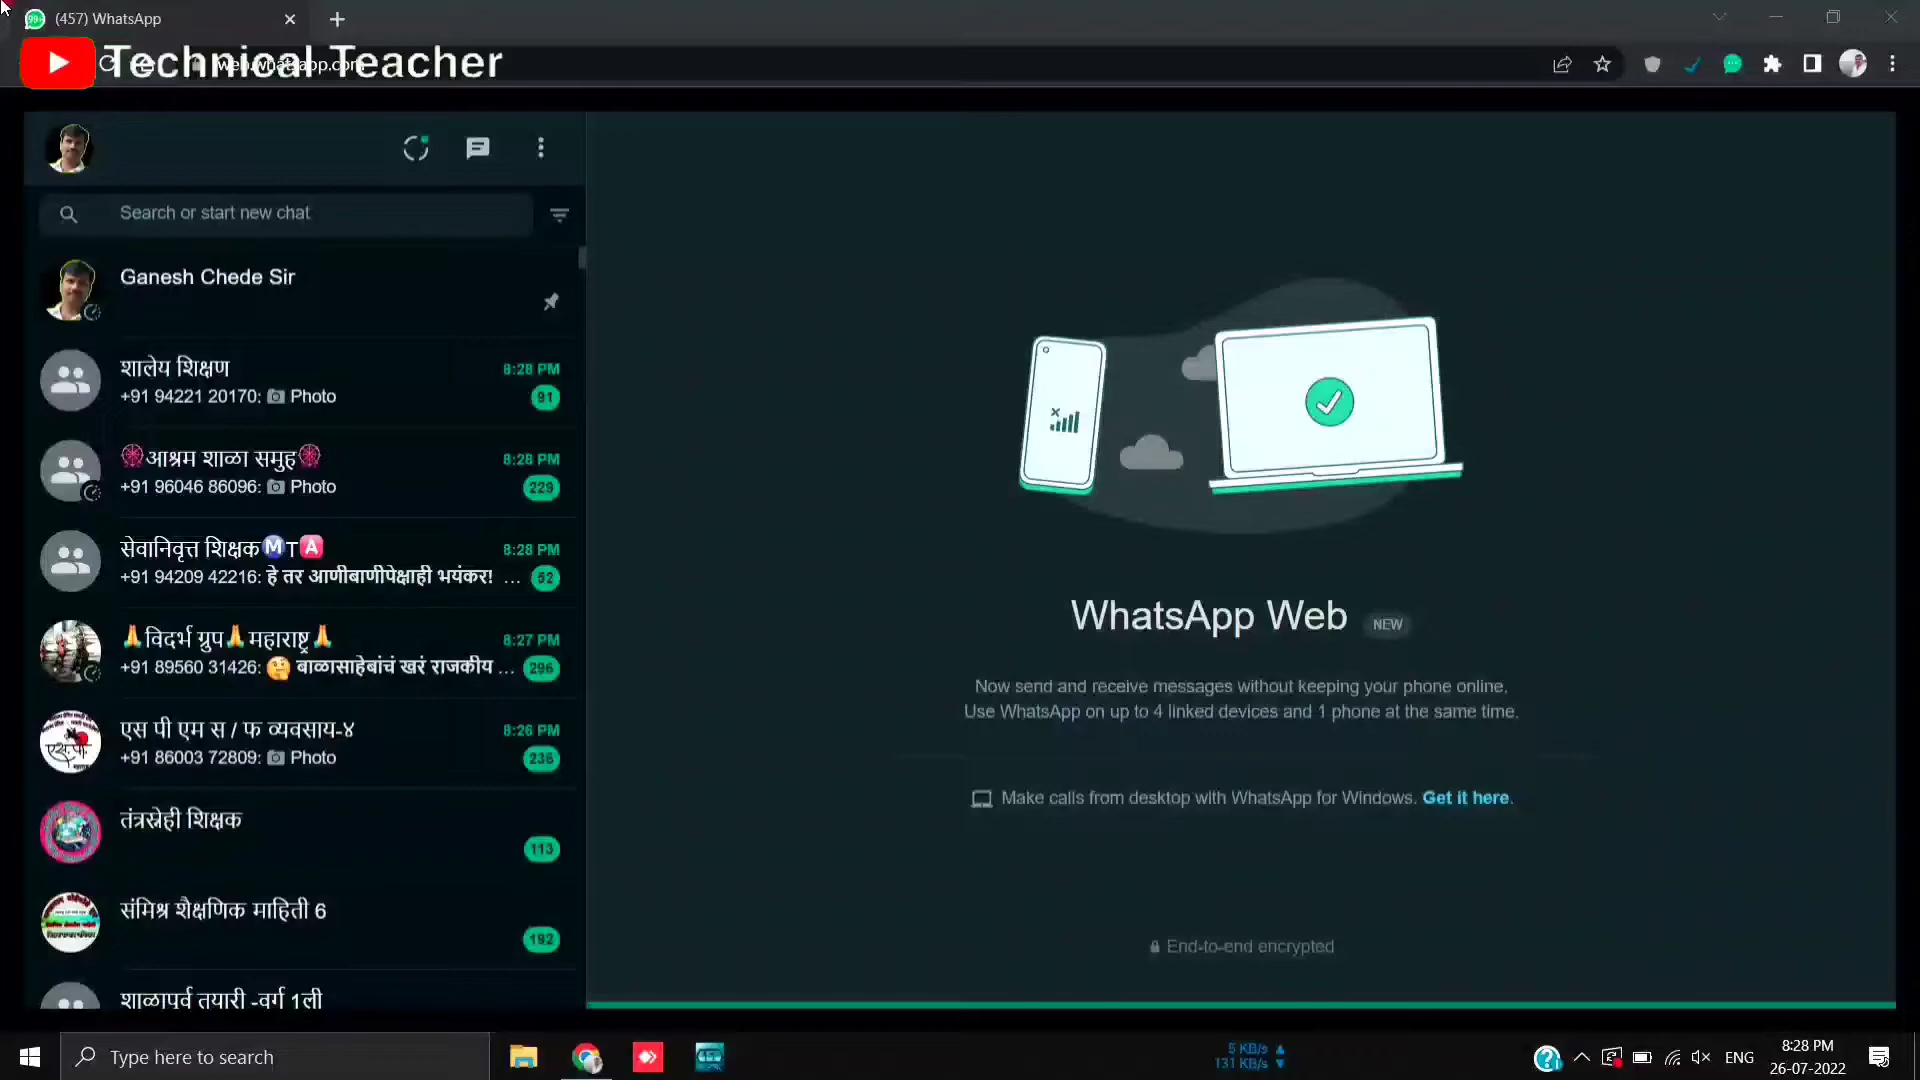 (457) WhatsApp
Technical Teacher
web.whatsapp.com
Search or start new chat
Ganesh Chede Sir
शालेय शिक्षण
8:28 PM
+91 94221 20170: Photo
91
आश्रम शाळा समुह
8:28 PM
+91 96046 86096: Photo
229
सेवानिवृत्त शिक्षकⓂ️T🅰️
8:28 PM
+91 94209 42216: हे तर आणीबाणीपेक्षाही भयंकर! ...
52
🙏विदर्भ ग्रुप🙏महाराष्ट्र🙏
8:27 PM
+91 89560 31426: 🤔 बाळासाहेबांचं खरं राजकीय ...
296
एस पी एम स / फ व्यवसाय-४
8:26 PM
+91 86003 72809: Photo
236
तंत्रस्नेही शिक्षक
113
संमिश्र शैक्षणिक माहिती 6
192
शाळापूर्व तयारी -वर्ग 1ली
WhatsApp Web NEW
Now send and receive messages without keeping your phone online.
Use WhatsApp on up to 4 linked devices and 1 phone at the same time.
Make calls from desktop with WhatsApp for Windows. Get it here.
End-to-end encrypted
Type here to search
5 KB/s
131 KB/s
ENG
8:28 PM
26-07-2022